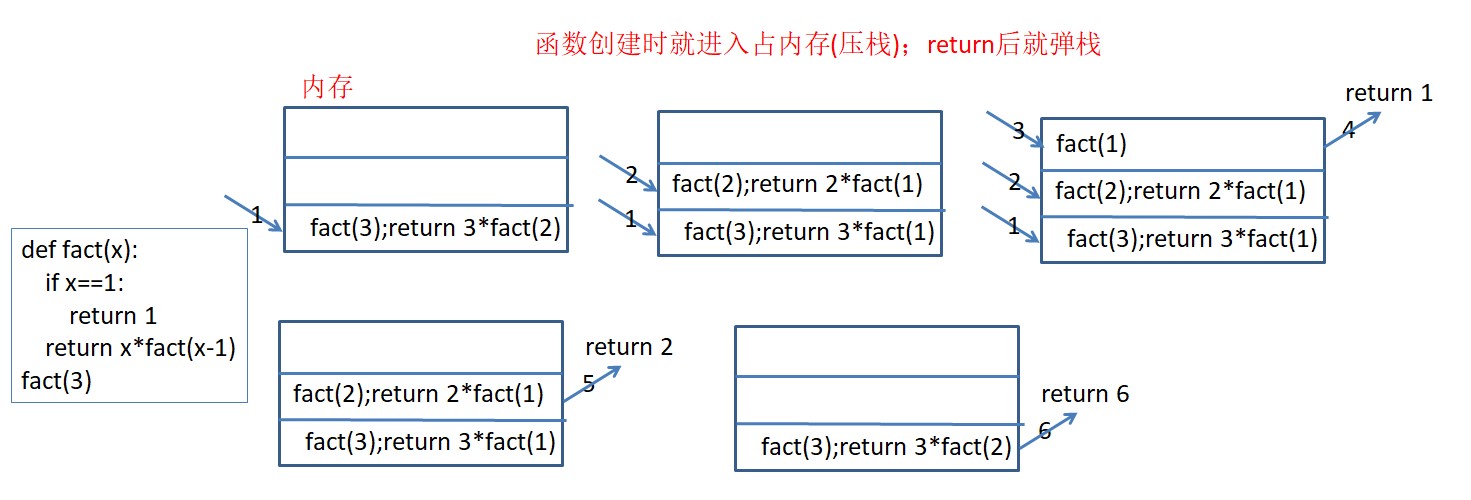 函数创建时就进入占内存(压栈)；return后就弹栈
内存
1
fact(3);return 3*fact(2)
2
fact(2);return 2*fact(1)
1
fact(3);return 3*fact(1)
return 1
3
4
fact(1)
2
fact(2);return 2*fact(1)
1
fact(3);return 3*fact(1)
def fact(x):
if x==1:
return 1
return x*fact(x-1)
fact(3)
return 2
5
fact(2);return 2*fact(1)
fact(3);return 3*fact(1)
return 6
6
fact(3);return 3*fact(2)